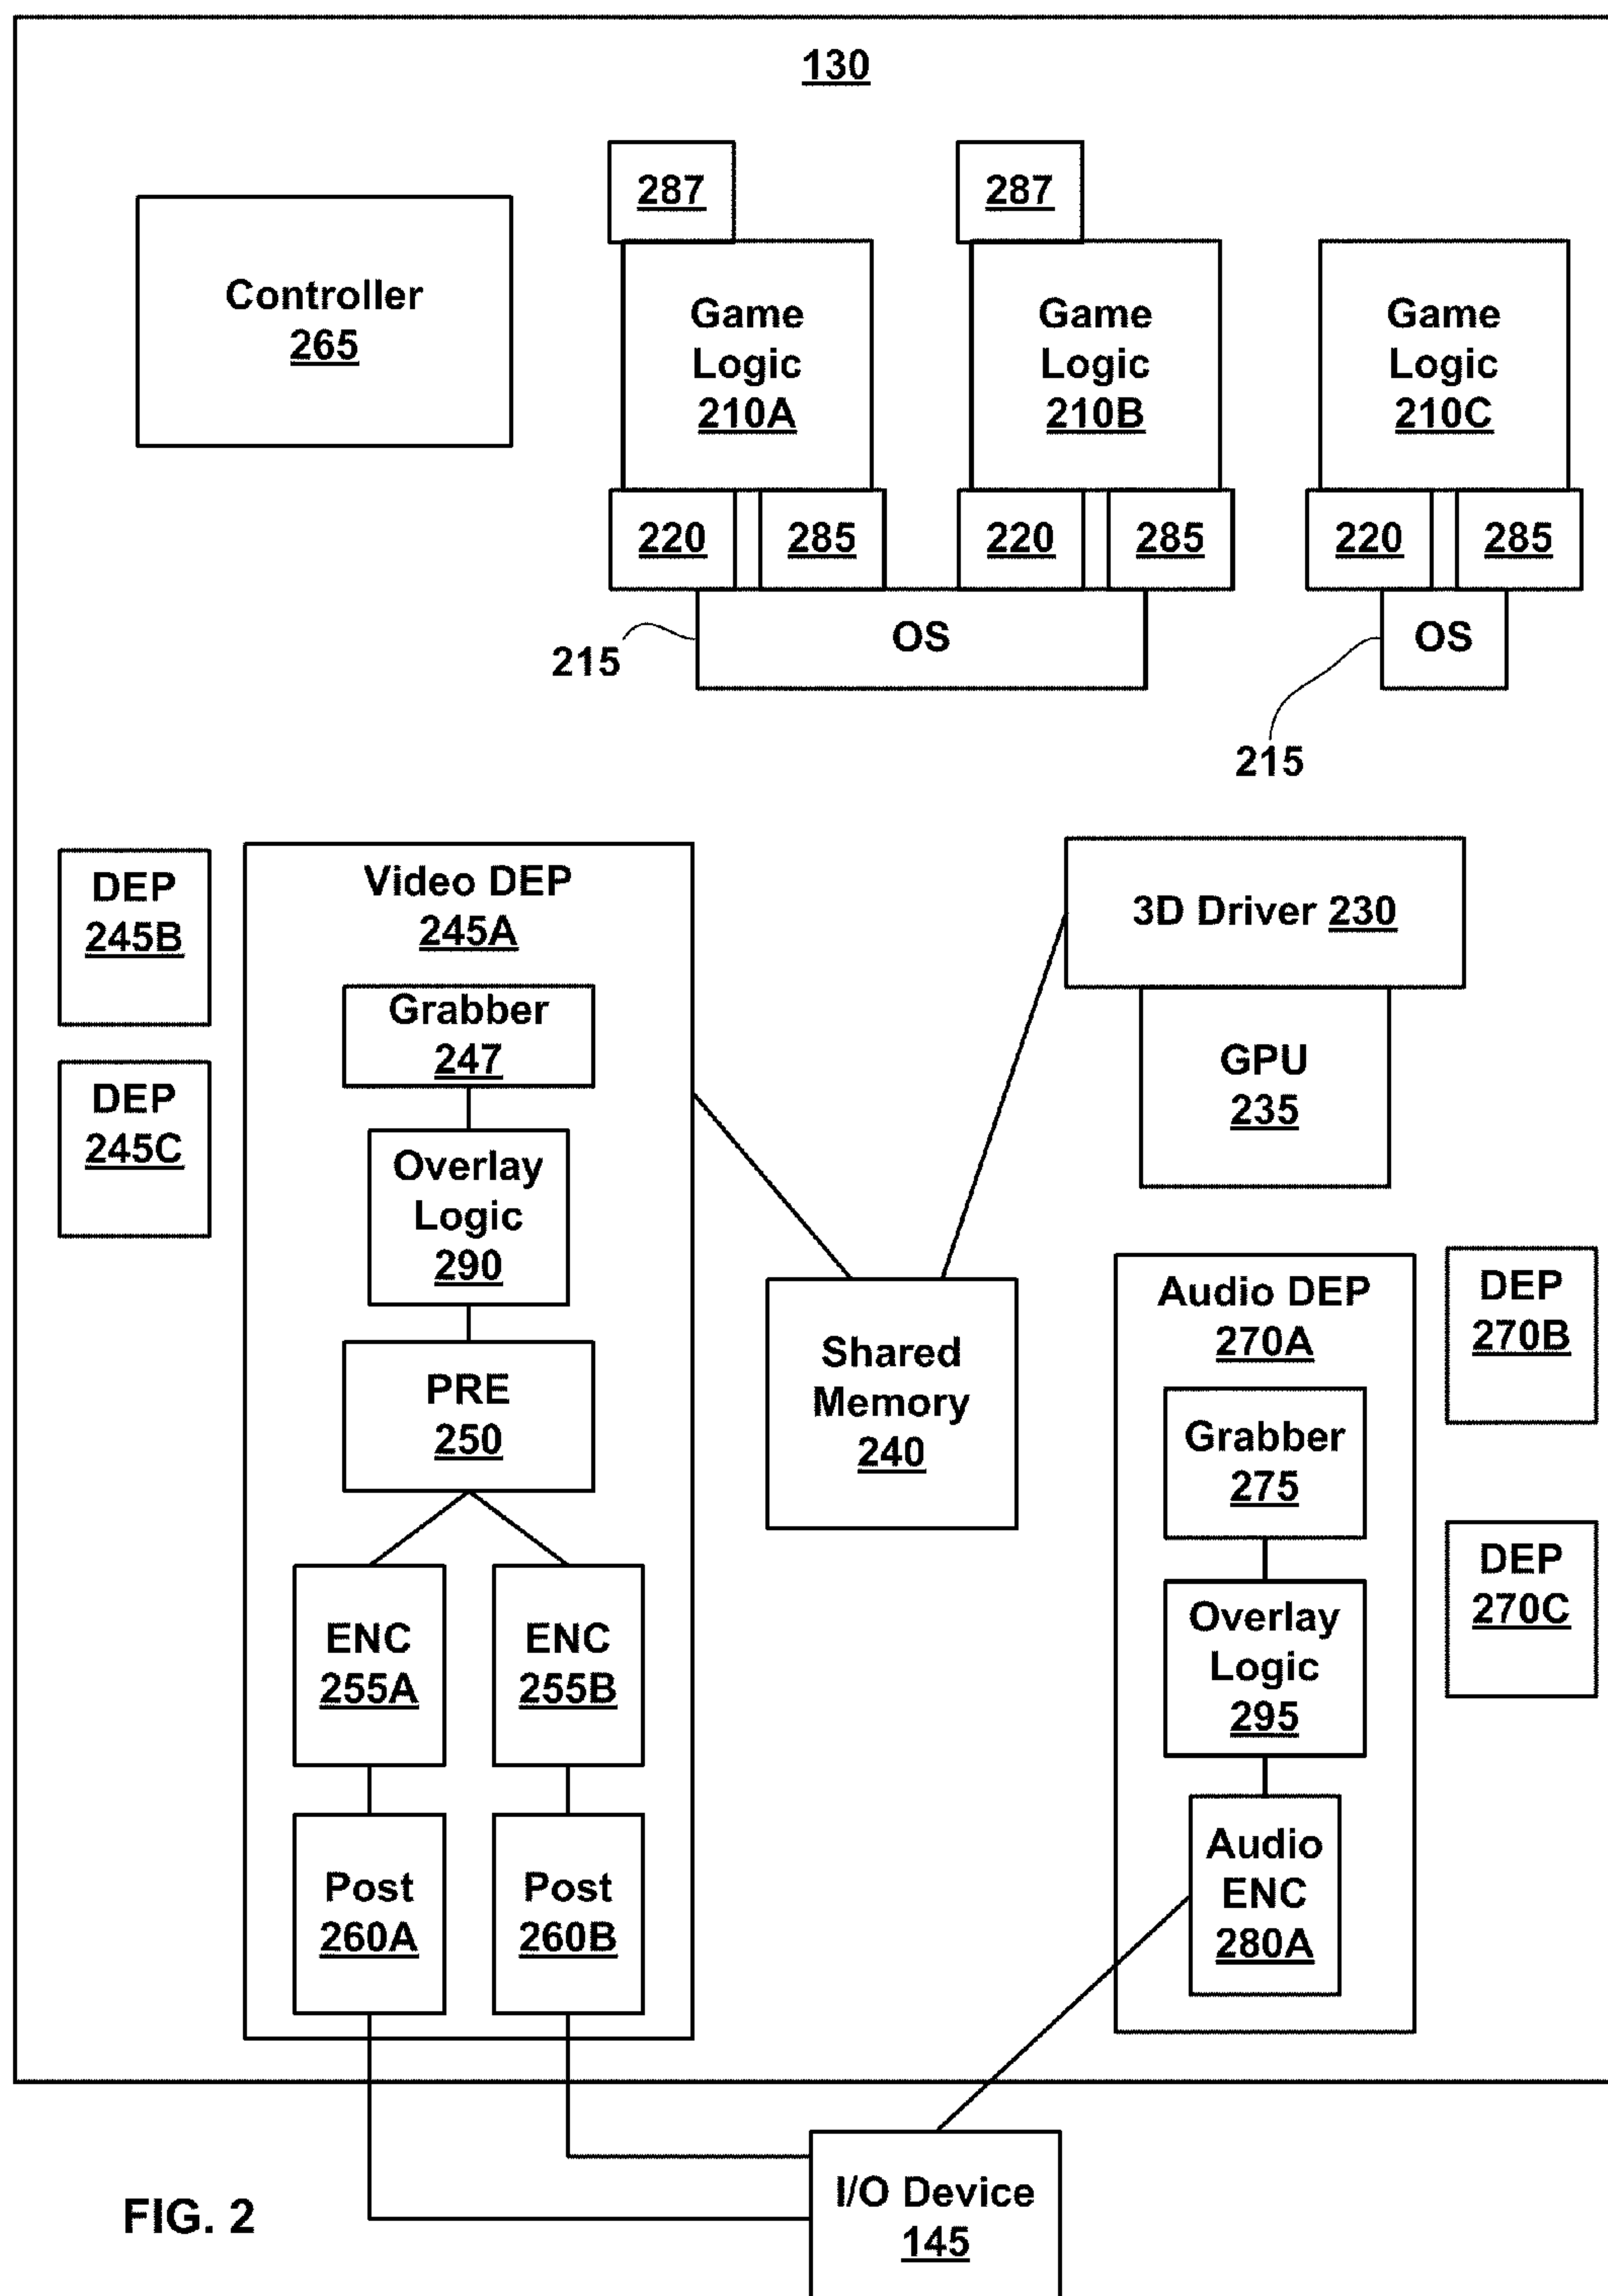 130
287
287
Controller
265
Game
Logic
210A
Game
Logic
210B
Game
Logic
210C
220
285
220
285
220
285
OS
OS
215
215
DEP
245B
DEP
245C
Video DEP
245A
Grabber
247
Overlay
Logic
290
PRE
250
ENC
255A
ENC
255B
Post
260A
Post
260B
3D Driver 230
GPU
235
Shared
Memory
240
Audio DEP
270A
Grabber
275
Overlay
Logic
295
Audio
ENC
280A
DEP
270B
DEP
270C
I/O Device
145
FIG. 2